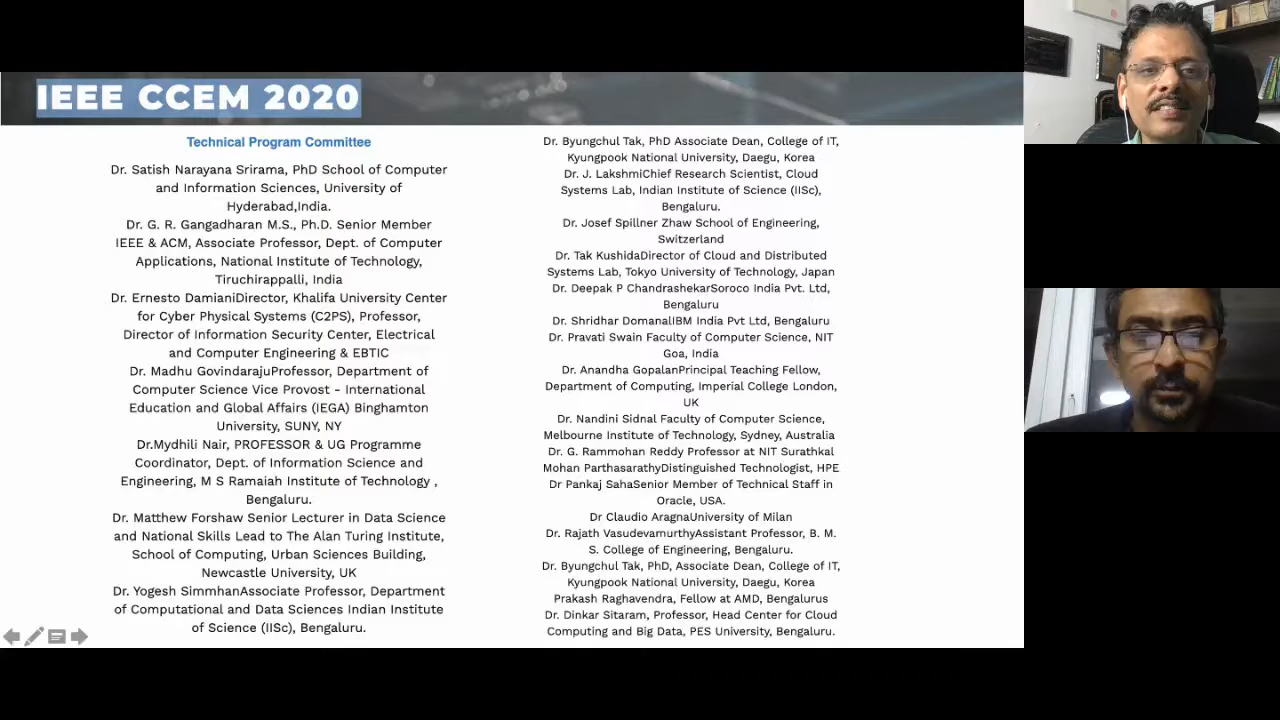 IEEE CCEM 2020
Technical Program Committee
Dr. Satish Narayana Srirama, PhD School of Computer
and Information Sciences, University of
Hyderabad,India.
Dr. G. R. Gangadharan M.S., Ph.D. Senior Member
IEEE & ACM, Associate Professor, Dept. of Computer
Applications, National Institute of Technology,
Tiruchirappalli, India
Dr. Ernesto DamianiDirector, Khalifa University Center
for Cyber Physical Systems (C2PS), Professor,
Director of Information Security Center, Electrical
and Computer Engineering & EBTIC
Dr. Madhu GovindarajuProfessor, Department of
Computer Science Vice Provost - International
Education and Global Affairs (IEGA) Binghamton
University, SUNY, NY
Dr.Mydhili Nair, PROFESSOR & UG Programme
Coordinator, Dept. of Information Science and
Engineering, M S Ramaiah Institute of Technology ,
Bengaluru.
Dr. Matthew Forshaw Senior Lecturer in Data Science
and National Skills Lead to The Alan Turing Institute,
School of Computing, Urban Sciences Building,
Newcastle University, UK
Dr. Yogesh SimmhanAssociate Professor, Department
of Computational and Data Sciences Indian Institute
of Science (IISc), Bengaluru.
Dr. Byungchul Tak, PhD Associate Dean, College of IT,
Kyungpook National University, Daegu, Korea
Dr. J. LakshmiChief Research Scientist, Cloud
Systems Lab, Indian Institute of Science (IISc),
Bengaluru.
Dr. Josef Spillner Zhaw School of Engineering,
Switzerland
Dr. Tak KushidaDirector of Cloud and Distributed
Systems Lab, Tokyo University of Technology, Japan
Dr. Deepak P ChandrashekarSoroco India Pvt. Ltd,
Bengaluru
Dr. Shridhar DomanalIBM India Pvt Ltd, Bengaluru
Dr. Pravati Swain Faculty of Computer Science, NIT
Goa, India
Dr. Anandha GopalanPrincipal Teaching Fellow,
Department of Computing, Imperial College London,
UK
Dr. Nandini Sidnal Faculty of Computer Science,
Melbourne Institute of Technology, Sydney, Australia
Dr. G. Rammohan Reddy Professor at NIT Surathkal
Mohan ParthasarathyDistinguished Technologist, HPE
Dr Pankaj SahaSenior Member of Technical Staff in
Oracle, USA.
Dr Claudio AragnaUniversity of Milan
Dr. Rajath VasudevamurthyAssistant Professor, B. M.
S. College of Engineering, Bengaluru.
Dr. Byungchul Tak, PhD, Associate Dean, College of IT,
Kyungpook National University, Daegu, Korea
Prakash Raghavendra, Fellow at AMD, Bengalurus
Dr. Dinkar Sitaram, Professor, Head Center for Cloud
Computing and Big Data, PES University, Bengaluru.